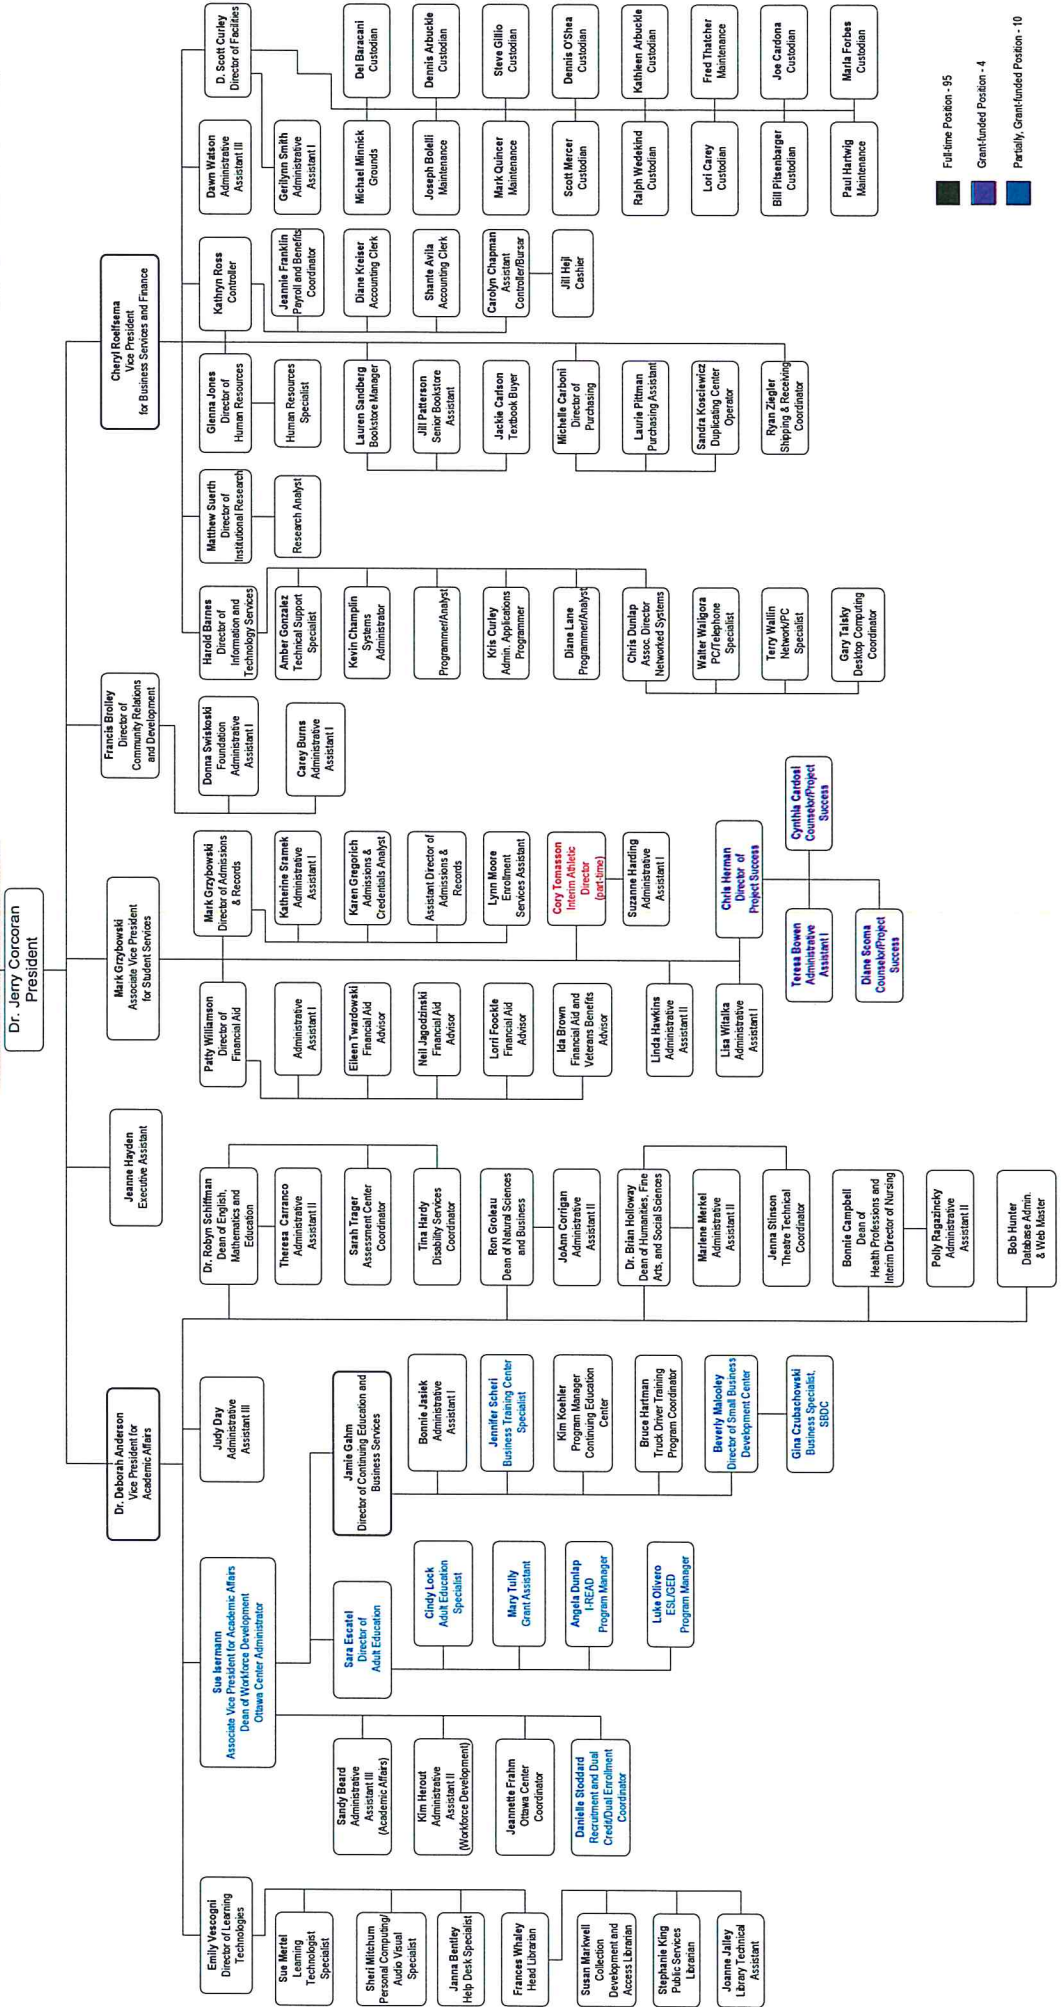 Dr. Jerry Corcoran
President
Dr. Deborah Anderson
Vice President for
Academic Affairs
Jeanne Hayden
Executive Assistant
Mark Grzybowski
Associate Vice President
for Student Services
Francis Brolley
Director of
Community Relations
and Development
Cheryl Roelfsema
Vice President
for Business Services and Finance
Emily Vescogni
Director of Learning
Technologies
Sue Mertel
Learning
Technologist
Specialist
Sheri Mitchum
Personal Computing/
Audio Visual
Specialist
Janna Bentley
Help Desk Specialist
Frances Whaley
Head Librarian
Susan Markwell
Collection
Development and
Access Librarian
Stephanie King
Public Services
Librarian
Joanne Jalley
Library Technical
Assistant
Sue Isermann
Associate Vice President for Academic Affairs
Dean of Workforce Development
Ottawa Center Administrator
Sandy Beard
Administrative
Assistant III
(Academic Affairs)
Kim Herout
Administrative
Assistant II
(Workforce Development)
Jeannette Frahm
Ottawa Center
Coordinator
Danielle Stoddard
Recruitment and Dual
Credit/Dual Enrollment
Coordinator
Sara Escatel
Director of
Adult Education
Cindy Lock
Adult Education
Specialist
Mary Tully
Grant Assistant
Angela Dunlap
I-READ
Program Manager
Luke Olivero
ESL/GED
Program Manager
Judy Day
Administrative
Assistant III
Jamie Gahm
Director of Continuing Education and
Business Services
Bonnie Jasiek
Administrative
Assistant I
Jennifer Scheri
Business Training Center
Specialist
Kim Koehler
Program Manager
Continuing Education
Center
Bruce Hartman
Truck Driver Training
Program Coordinator
Beverly Malooley
Director of Small Business
Development Center
Gina Czubachowski
Business Specialist,
SBDC
Dr. Robyn Schiffman
Dean of English,
Mathematics and
Education
Theresa Carranco
Administrative
Assistant II
Sarah Trager
Assessment Center
Coordinator
Tina Hardy
Disability Services
Coordinator
Ron Groleau
Dean of Natural Sciences
and Business
JoAnn Corrigan
Administrative
Assistant II
Dr. Brian Holloway
Dean of Humanities, Fine
Arts, and Social Sciences
Marlene Merkel
Administrative
Assistant II
Jenna Stinson
Theatre Technical
Coordinator
Bonnie Campbell
Dean of
Health Professions and
Interim Director of Nursing
Polly Ragazincky
Administrative
Assistant II
Bob Hunter
Database Admin.
& Web Master
Patty Williamson
Director of
Financial Aid
Administrative
Assistant I
Eileen Twardowski
Financial Aid
Advisor
Neil Jagodzinski
Financial Aid
Advisor
Lorri Foockle
Financial Aid
Advisor
Ida Brown
Financial Aid and
Veterans Benefits
Advisor
Linda Hawkins
Administrative
Assistant II
Lisa Witalka
Administrative
Assistant I
Mark Grzybowski
Director of Admissions
& Records
Katherine Sramek
Administrative
Assistant I
Karen Gregorich
Admissions &
Credentials Analyst
Assistant Director of
Admissions &
Records
Lynn Moore
Enrollment
Services Assistant
Cory Tomasson
Interim Athletic
Director
(part-time)
Suzanne Harding
Administrative
Assistant I
Chris Herman
Director of
Project Success
Teresa Bowen
Administrative
Assistant I
Cynthia Cardosi
Counselor/Project
Success
Diane Scoma
Counselor/Project
Success
Donna Swiskoski
Foundation
Administrative
Assistant I
Carey Burns
Administrative
Assistant I
Harold Barnes
Director of
Information and
Technology Services
Amber Gonzalez
Technical Support
Specialist
Kevin Champlin
Systems
Administrator
Programmer/Analyst
Kris Curley
Admin. Applications
Programmer
Diane Lane
Programmer/Analyst
Chris Dunlap
Assoc. Director
Networked Systems
Walter Waligora
PC/Telephone
Specialist
Terry Wallin
Network/PC
Specialist
Gary Talsky
Desktop Computing
Coordinator
Matthew Suerth
Director of
Institutional Research
Research Analyst
Glenna Jones
Director of
Human Resources
Human Resources
Specialist
Lauren Sandberg
Bookstore Manager
Jill Patterson
Senior Bookstore
Assistant
Jackie Carlson
Textbook Buyer
Michelle Carboni
Director of
Purchasing
Laurie Pittman
Purchasing Assistant
Sandra Kosciewicz
Duplicating Center
Operator
Ryan Ziegler
Shipping & Receiving
Coordinator
Kathryn Ross
Controller
Jeannie Franklin
Payroll and Benefits
Coordinator
Diane Kreiser
Accounting Clerk
Shante Avila
Accounting Clerk
Carolyn Chapman
Assistant
Controller/Bursar
Jill Hejl
Cashier
Dawn Watson
Administrative
Assistant III
D. Scott Curley
Director of Facilities
Gerilynn Smith
Administrative
Assistant I
Michael Minnick
Grounds
Del Baracani
Custodian
Joseph Bolelli
Maintenance
Dennis Arbuckle
Custodian
Mark Quincer
Maintenance
Steve Gillio
Custodian
Scott Mercer
Custodian
Dennis O'Shea
Custodian
Ralph Wedekind
Custodian
Kathleen Arbuckle
Custodian
Lori Carey
Custodian
Fred Thatcher
Maintenance
Bill Pitsenbarger
Custodian
Joe Cardona
Custodian
Paul Hartwig
Maintenance
Marla Forbes
Custodian
Full-time Position - 95
Grant-funded Position - 4
Partially, Grant-funded Position - 10